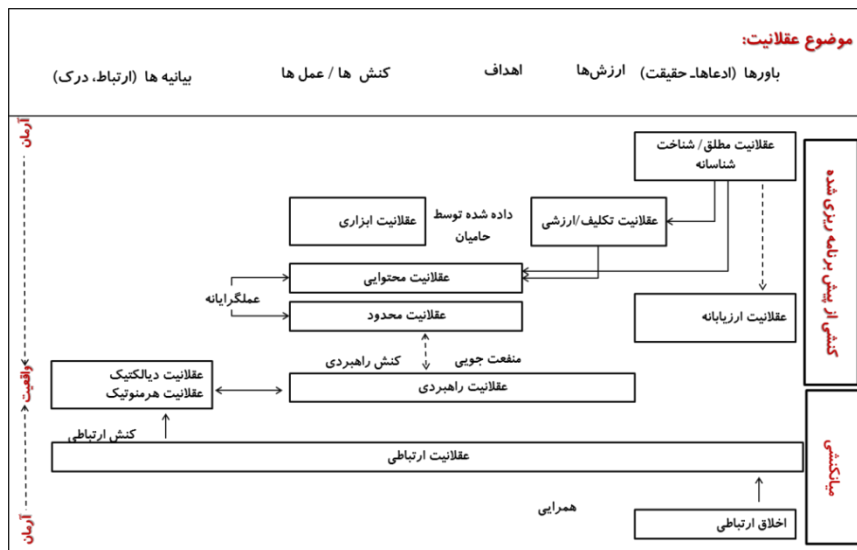 موضوع عقلانیت:
باورها (ادعاها_ حقیقت)
ارزش‌ها
اهداف
کنش ها / عمل ها
بیانیه ها (ارتباط، درک)
آرمان
عقلانیت مطلق/ شناخت
شناسانه
کنشی از پیش برنامه ریزی شده
عقلانیت تکلیف/ارزشی
داده شده توسط
حامیان
عقلانیت ابزاری
عقلانیت محتوایی
عملگرایانه
عقلانیت محدود
عقلانیت ارزیابانه
منفعت جویی
کنش راهبردی
واقعیت
عقلانیت دیالکتیک
عقلانیت هرمنوتیک
عقلانیت راهبردی
کنش ارتباطی
میانکنشی
عقلانیت ارتباطی
همرایی
اخلاق ارتباطی
آرمان